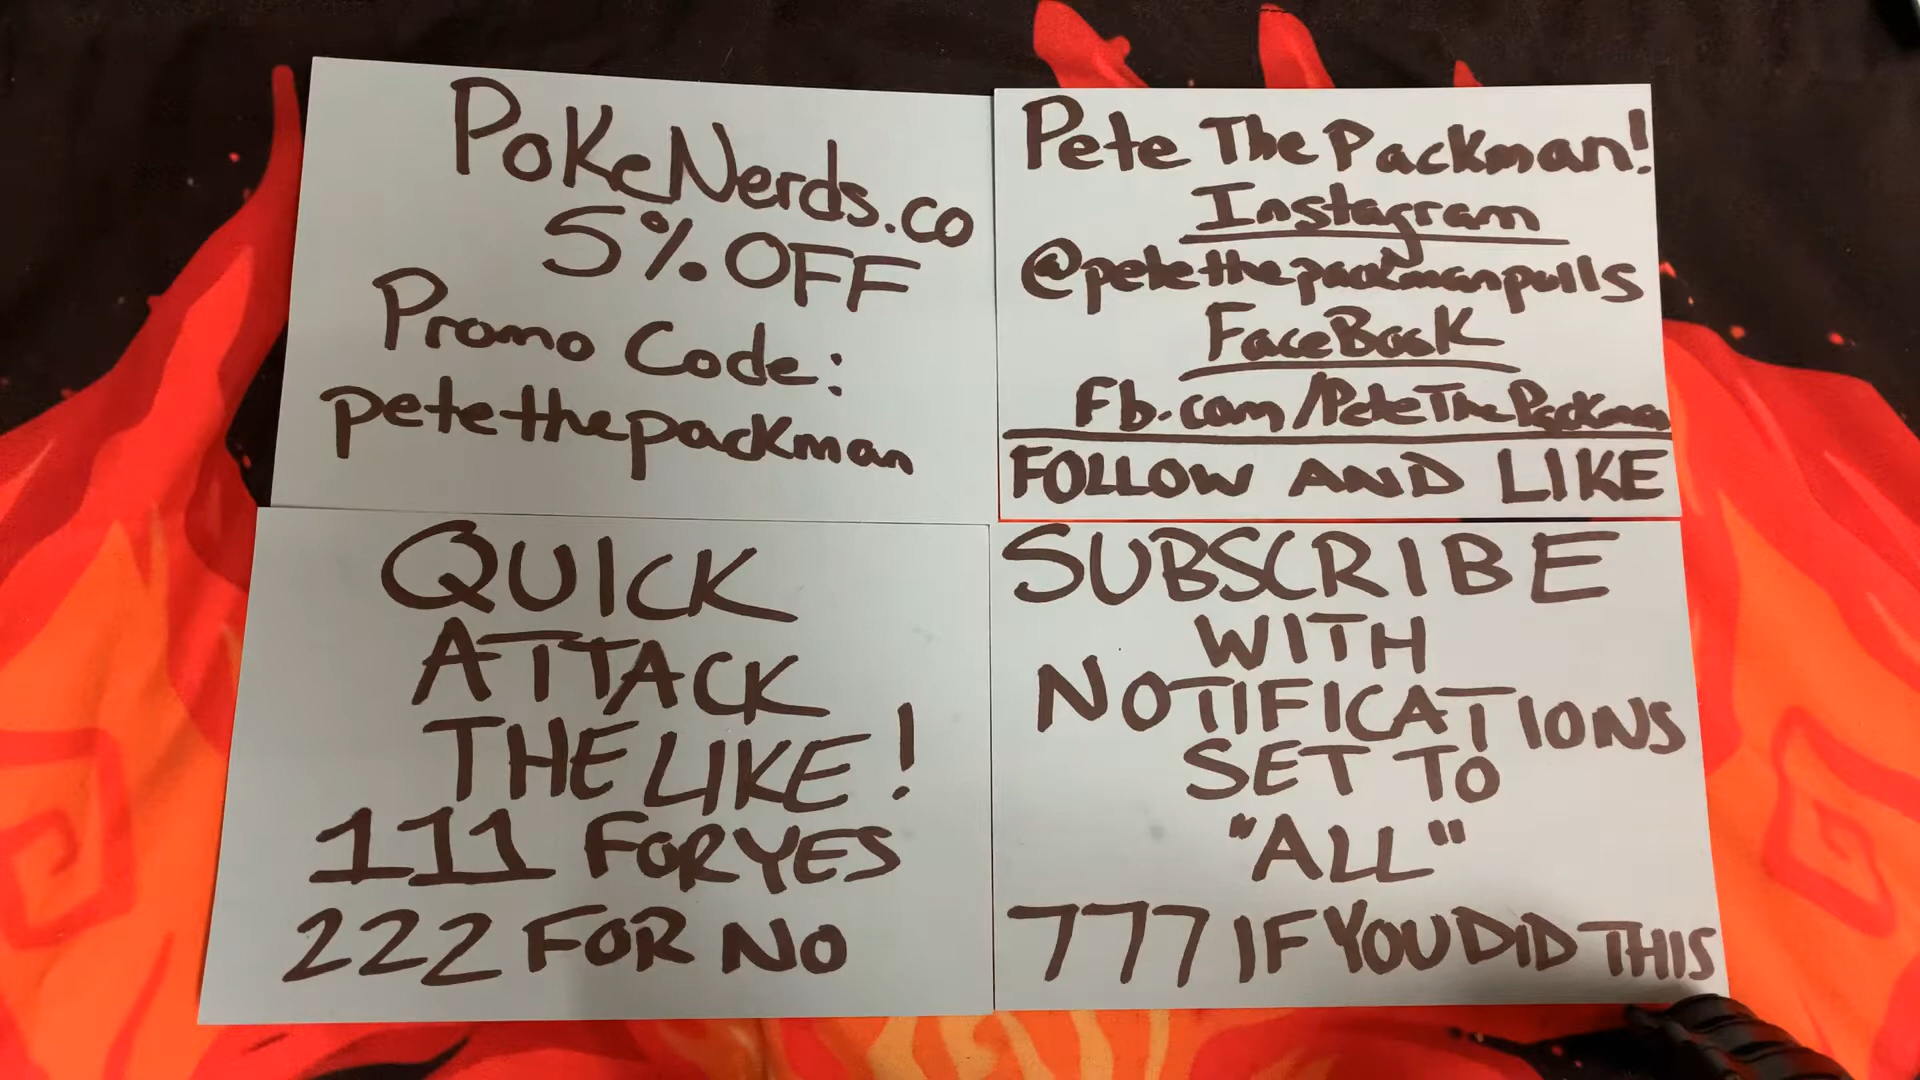 PokeNerds.co
5% OFF
Promo Code:
petethepackman
Pete The Packman!
Instagram
@petethepackmanpulls
FaceBook
Fb.com/PeteThePackman
FOLLOW AND LIKE
QUICK
ATTACK
THE LIKE!
111 FOR YES
222 FOR NO
SUBSCRIBE
WITH
NOTIFICATIONS
SET TO
"ALL"
777 IF YOU DID THIS